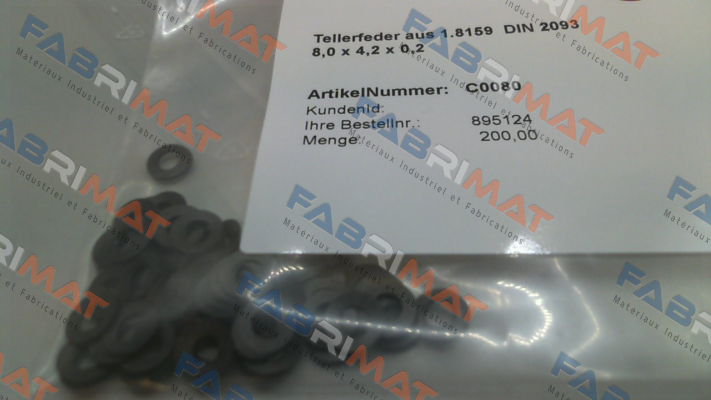 Tellerfeder aus 1.8159 DIN 2093
8,0 x 4,2 x 0,2
ArtikelNummer: C0080
KundenId:
Ihre Bestellnr.: 895124
Menge: 200,00
FABRIMAT
Materiaux Industriel et Fabrications